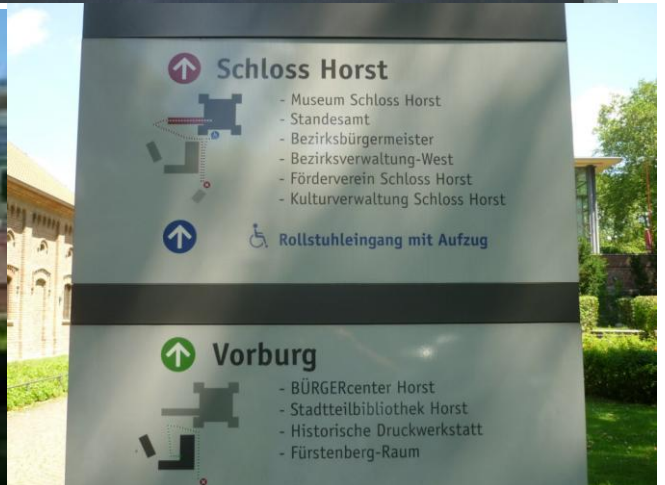 Schloss Horst
- Museum Schloss Horst
- Standesamt
- Bezirksbürgermeister
- Bezirksverwaltung-West
- Förderverein Schloss Horst
- Kulturverwaltung Schloss Horst
Rollstuhleingang mit Aufzug
Vorburg
- BÜRGERcenter Horst
- Stadtteilbibliothek Horst
- Historische Druckwerkstatt
- Fürstenberg-Raum